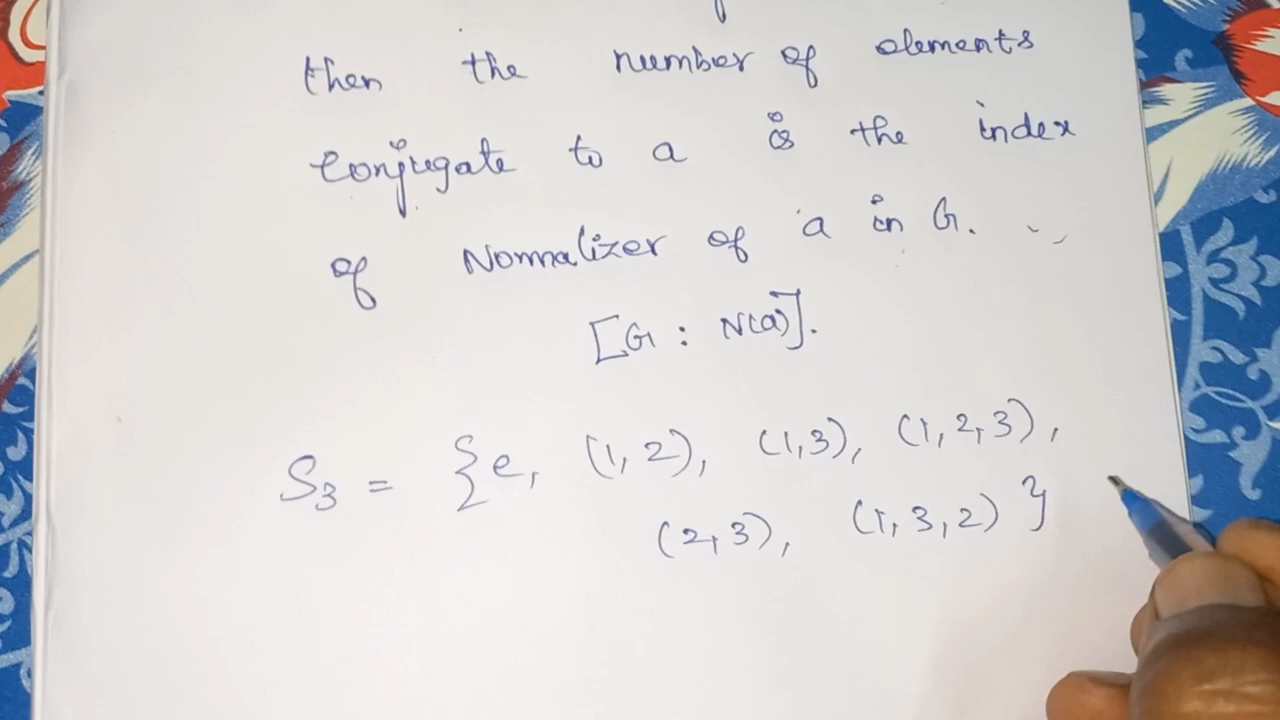 then the number of elements
Conjugate to a is the index
of Normalizer of a in G.
[G : N(a)].
S3 = {e, (1, 2), (1,3), (1, 2, 3),
(2, 3), (1, 3, 2) }